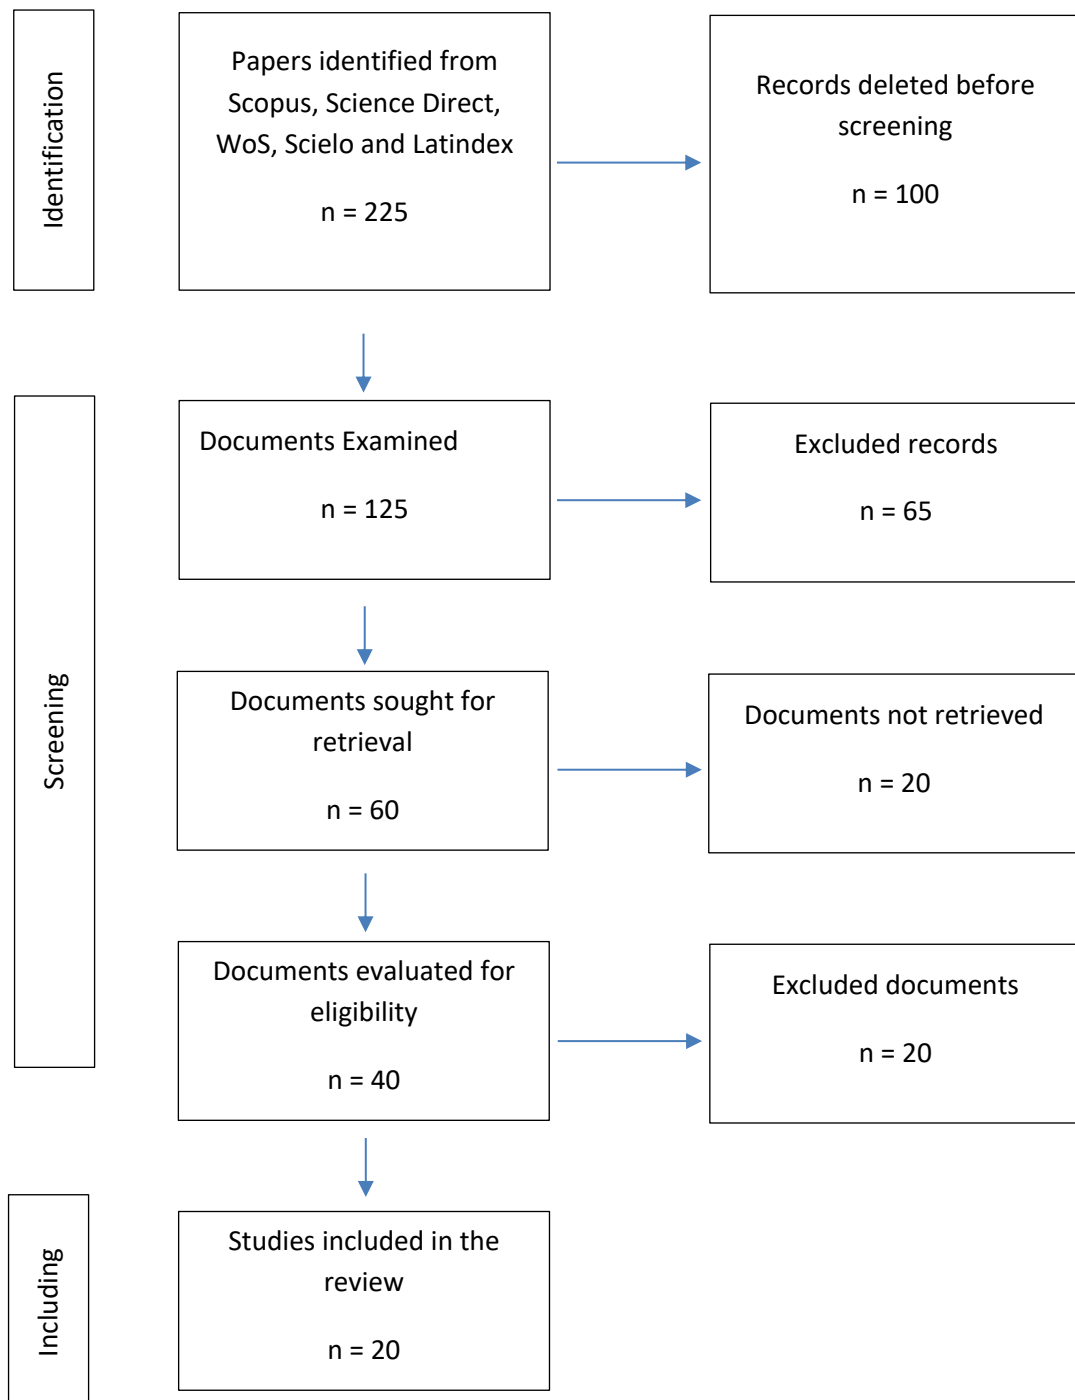 Identification
Papers identified from
Scopus, Science Direct,
WoS, Scielo and Latindex
n = 225
Records deleted before
screening
n = 100
Screening
Documents Examined
n = 125
Excluded records
n = 65
Documents sought for
retrieval
n = 60
Documents not retrieved
n = 20
Documents evaluated for
eligibility
n = 40
Excluded documents
n = 20
Including
Studies included in the
review
n = 20